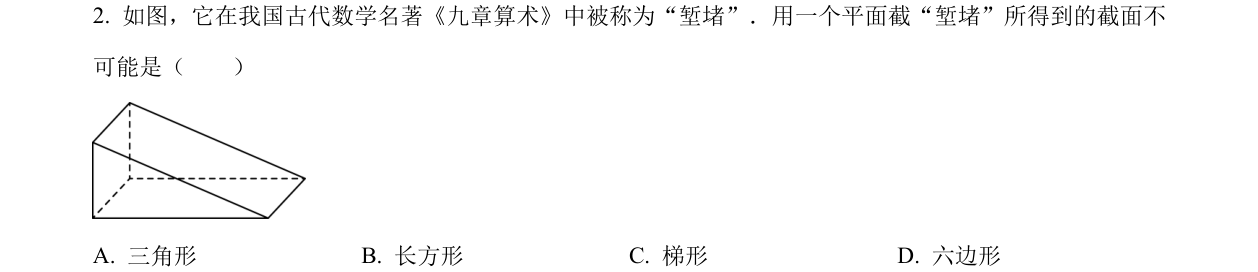 2. 如图，它在我国古代数学名著《九章算术》中被称为“堑堵”．用一个平面截“堑堵”所得到的截面不
可能是（　　）
A. 三角形　　B. 长方形　　C. 梯形　　D. 六边形